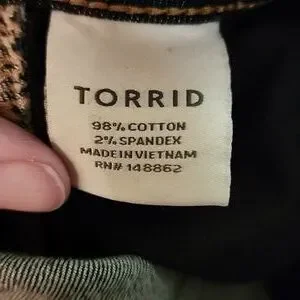 TORRID
98% COTTON
2% SPANDEX
MADE IN VIETNAM
RN# 148862